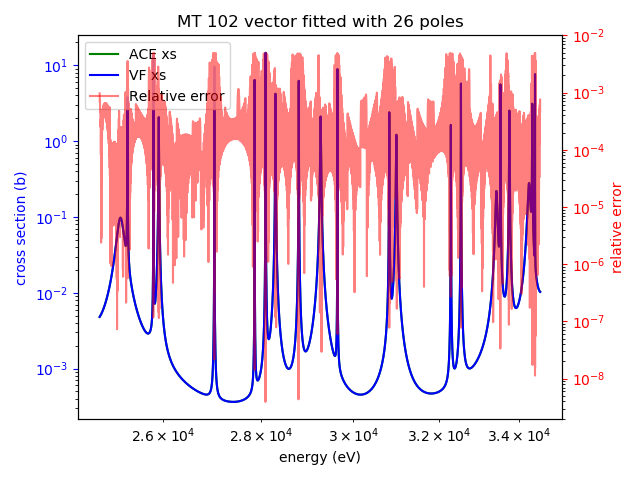 MT 102 vector fitted with 26 poles
ACE xs
VF xs
Relative error
cross section (b)
10¹
10⁰
10⁻¹
10⁻²
10⁻³
10⁻²
10⁻³
10⁻⁴
10⁻⁵
10⁻⁶
10⁻⁷
10⁻⁸
relative error
2.6 × 10⁴
2.8 × 10⁴
3 × 10⁴
3.2 × 10⁴
3.4 × 10⁴
energy (eV)